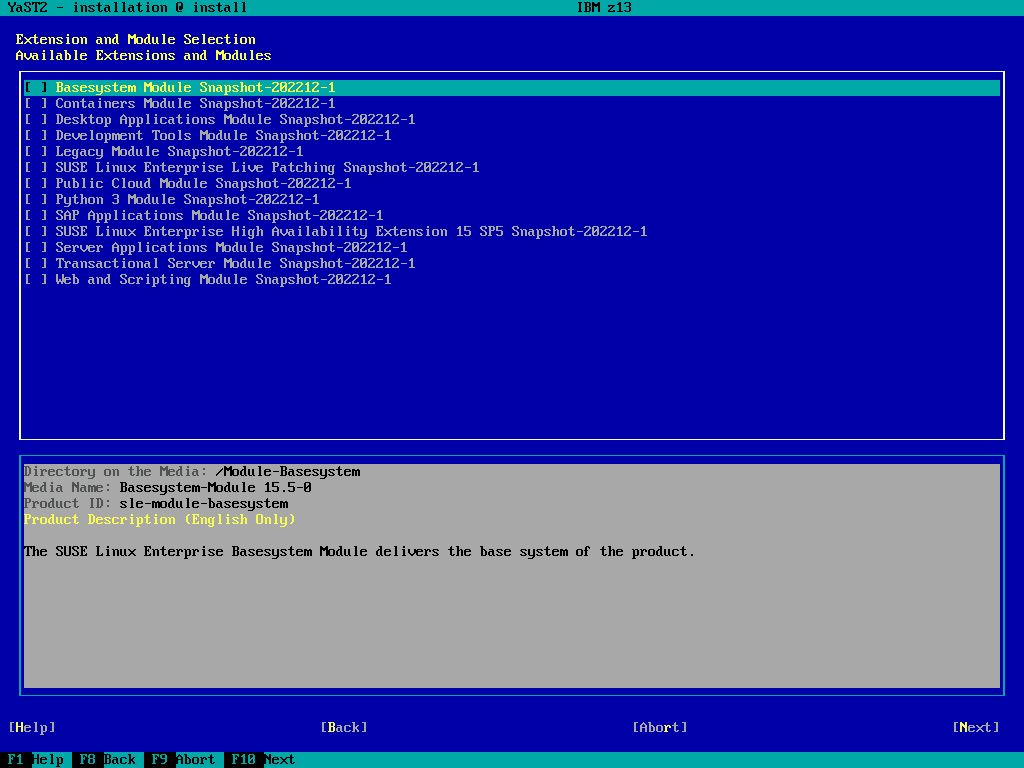 YaST2 - installation @ install IBM z13
Extension and Module Selection
Available Extensions and Modules
[ ] Basesystem Module Snapshot-202212-1
[ ] Containers Module Snapshot-202212-1
[ ] Desktop Applications Module Snapshot-202212-1
[ ] Development Tools Module Snapshot-202212-1
[ ] Legacy Module Snapshot-202212-1
[ ] SUSE Linux Enterprise Live Patching Snapshot-202212-1
[ ] Public Cloud Module Snapshot-202212-1
[ ] Python 3 Module Snapshot-202212-1
[ ] SAP Applications Module Snapshot-202212-1
[ ] SUSE Linux Enterprise High Availability Extension 15 SP5 Snapshot-202212-1
[ ] Server Applications Module Snapshot-202212-1
[ ] Transactional Server Module Snapshot-202212-1
[ ] Web and Scripting Module Snapshot-202212-1
Directory on the Media: /Module-Basesystem
Media Name: Basesystem-Module 15.5-0
Product ID: sle-module-basesystem
Product Description (English Only)
The SUSE Linux Enterprise Basesystem Module delivers the base system of the product.
[Help] [Back] [Abort] [Next]
F1 Help F8 Back F9 Abort F10 Next